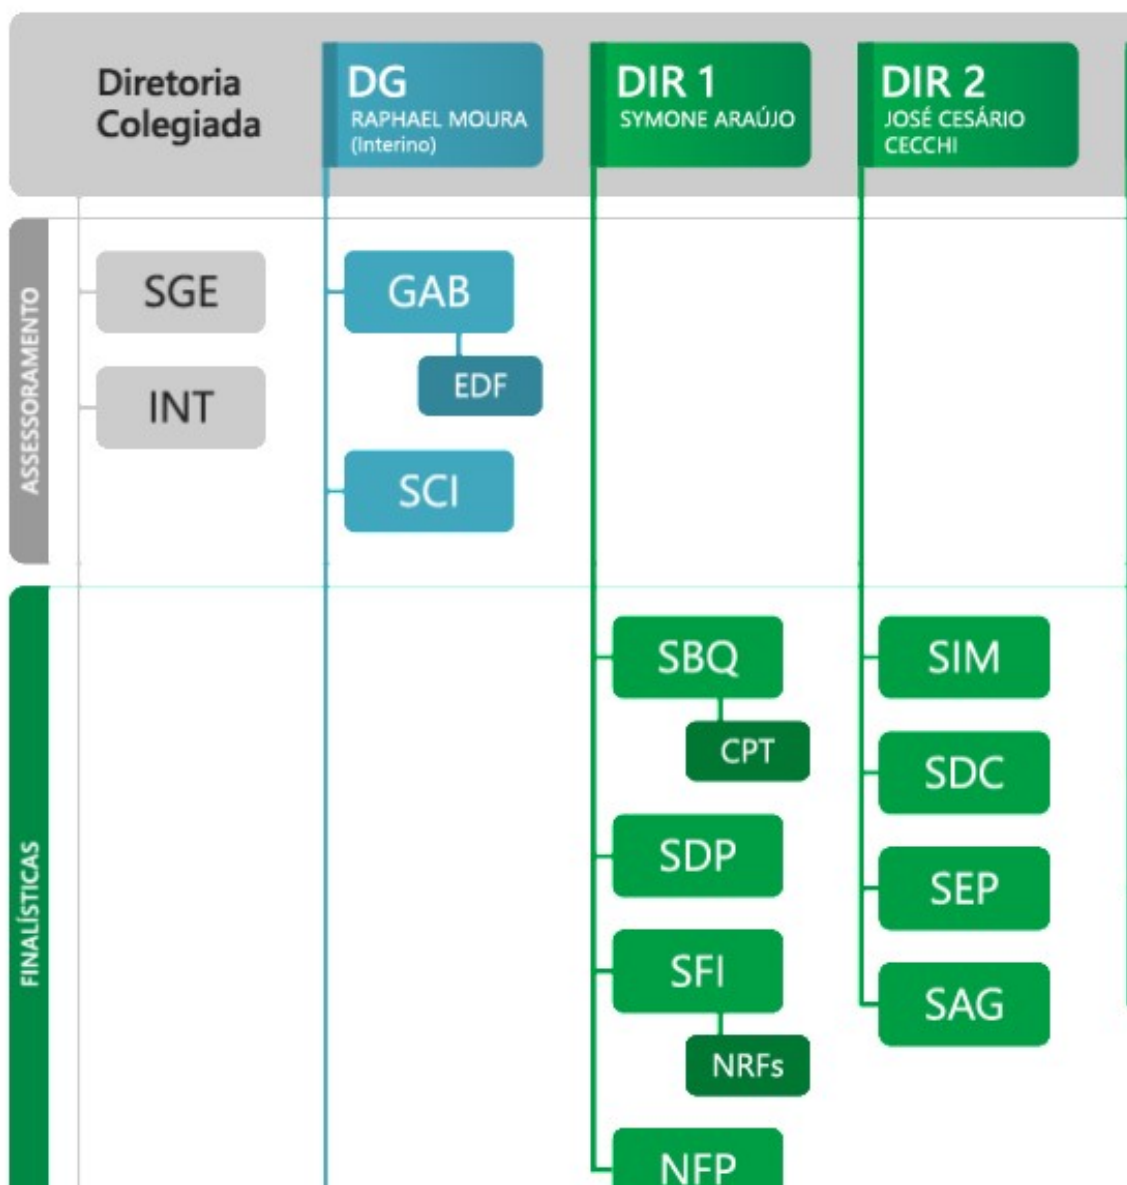 Diretoria
Colegiada
DG
RAPHAEL MOURA
(Interino)
DIR 1
SYMONE ARAÚJO
DIR 2
JOSÉ CESÁRIO
CECCHI
ASSESSORAMENTO
SGE
INT
GAB
EDF
SCI
FINALÍSTICAS
SBQ
CPT
SDP
SFI
NRFs
NFP
SIM
SDC
SEP
SAG